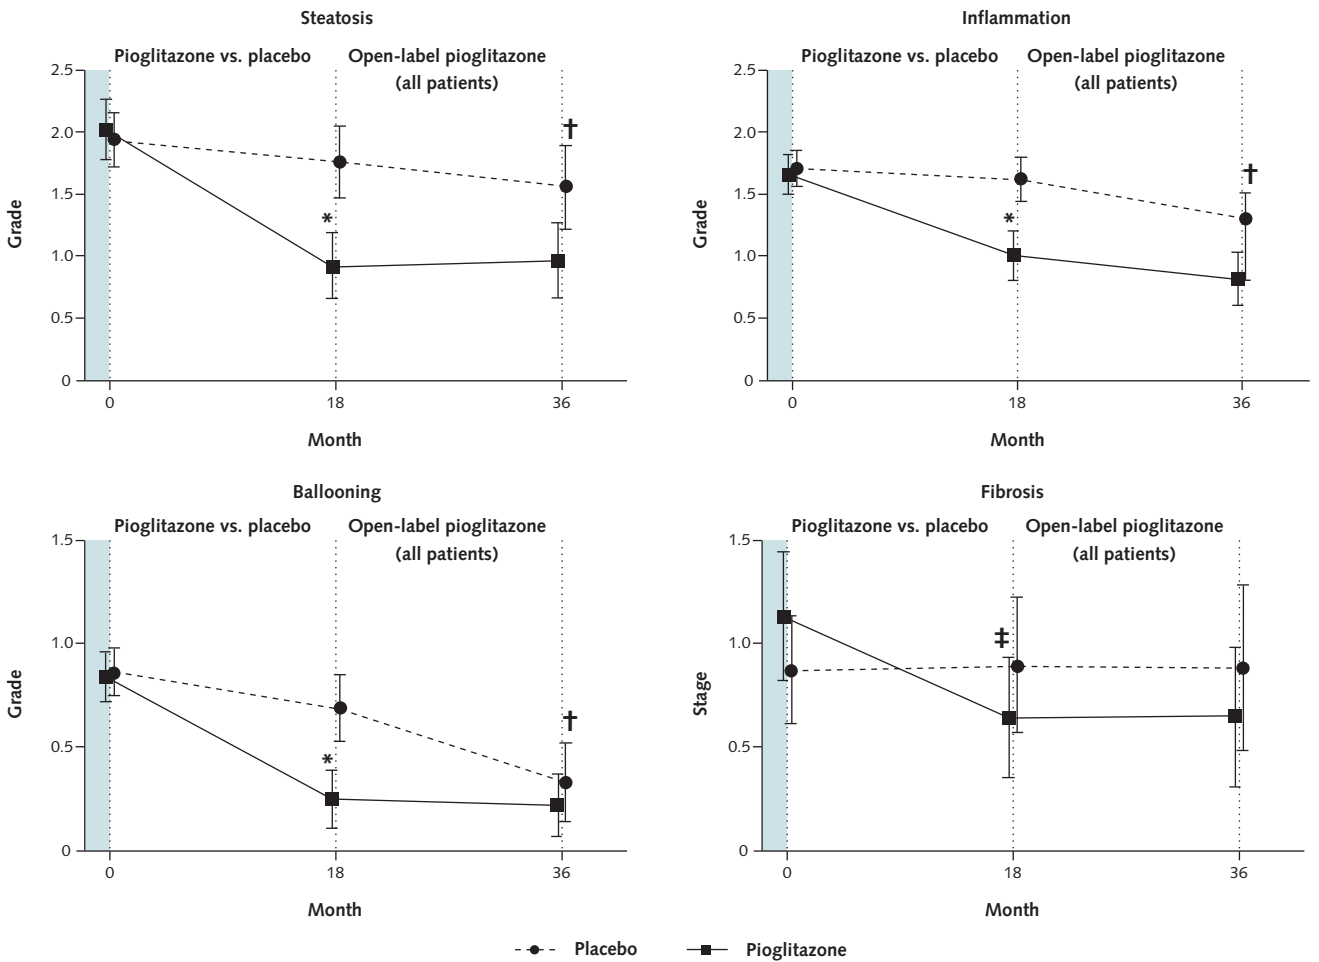 Steatosis
Pioglitazone vs. placebo
Open-label pioglitazone
(all patients)
2.5
2.0
1.5
1.0
0.5
0
Grade
†
*
0
18
36
Month
Inflammation
Pioglitazone vs. placebo
Open-label pioglitazone
(all patients)
2.5
2.0
1.5
1.0
0.5
0
Grade
†
*
0
18
36
Month
Ballooning
Pioglitazone vs. placebo
Open-label pioglitazone
(all patients)
1.5
1.0
0.5
0
Grade
†
*
0
18
36
Month
Fibrosis
Pioglitazone vs. placebo
Open-label pioglitazone
(all patients)
1.5
1.0
0.5
0
Stage
‡
0
18
36
Month
Placebo
Pioglitazone